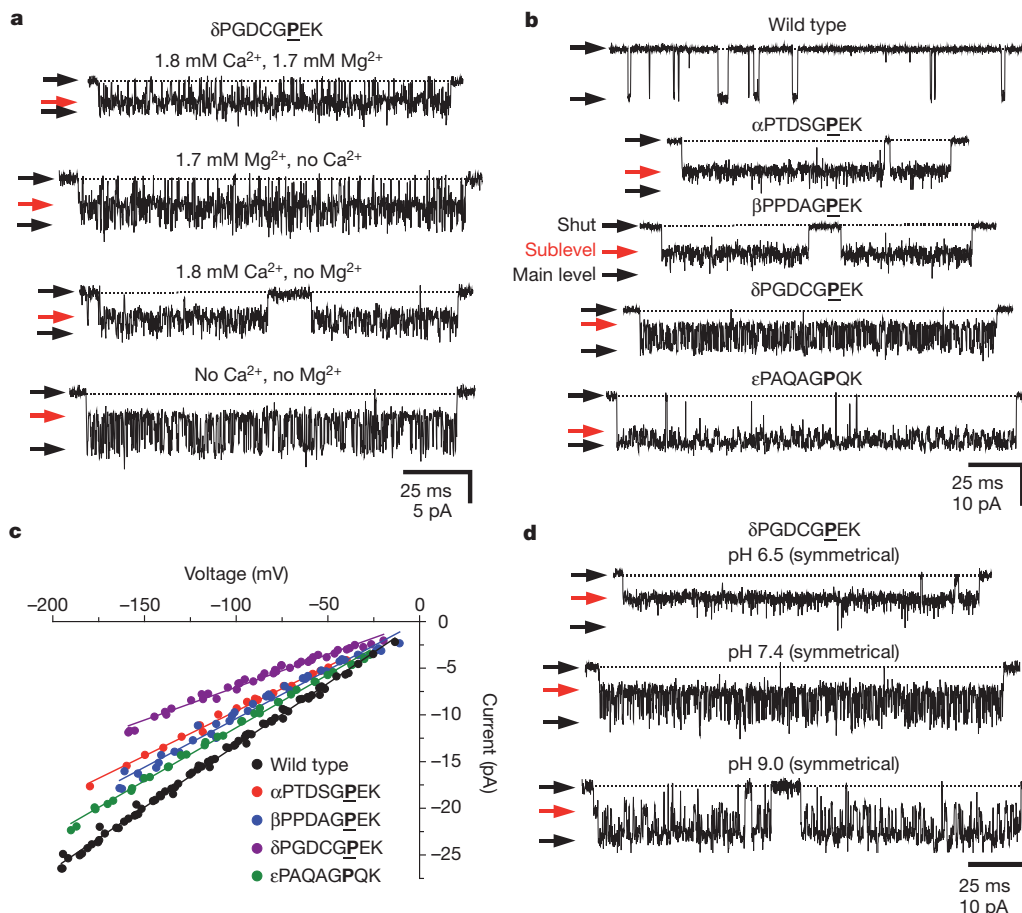 a
δPGDCGPEK
1.8 mM Ca²⁺, 1.7 mM Mg²⁺
1.7 mM Mg²⁺, no Ca²⁺
1.8 mM Ca²⁺, no Mg²⁺
No Ca²⁺, no Mg²⁺
25 ms
5 pA
b
Wild type
αPTDSGPEK
βPPDAGPEK
Shut
Sublevel
Main level
δPGDCGPEK
εPAQAGPQK
25 ms
10 pA
c
Voltage (mV)
−200 −150 −100 −50 0
0
−5
−10
−15
−20
−25
Current (pA)
Wild type
αPTDSGPEK
βPPDAGPEK
δPGDCGPEK
εPAQAGPQK
d
δPGDCGPEK
pH 6.5 (symmetrical)
pH 7.4 (symmetrical)
pH 9.0 (symmetrical)
25 ms
10 pA